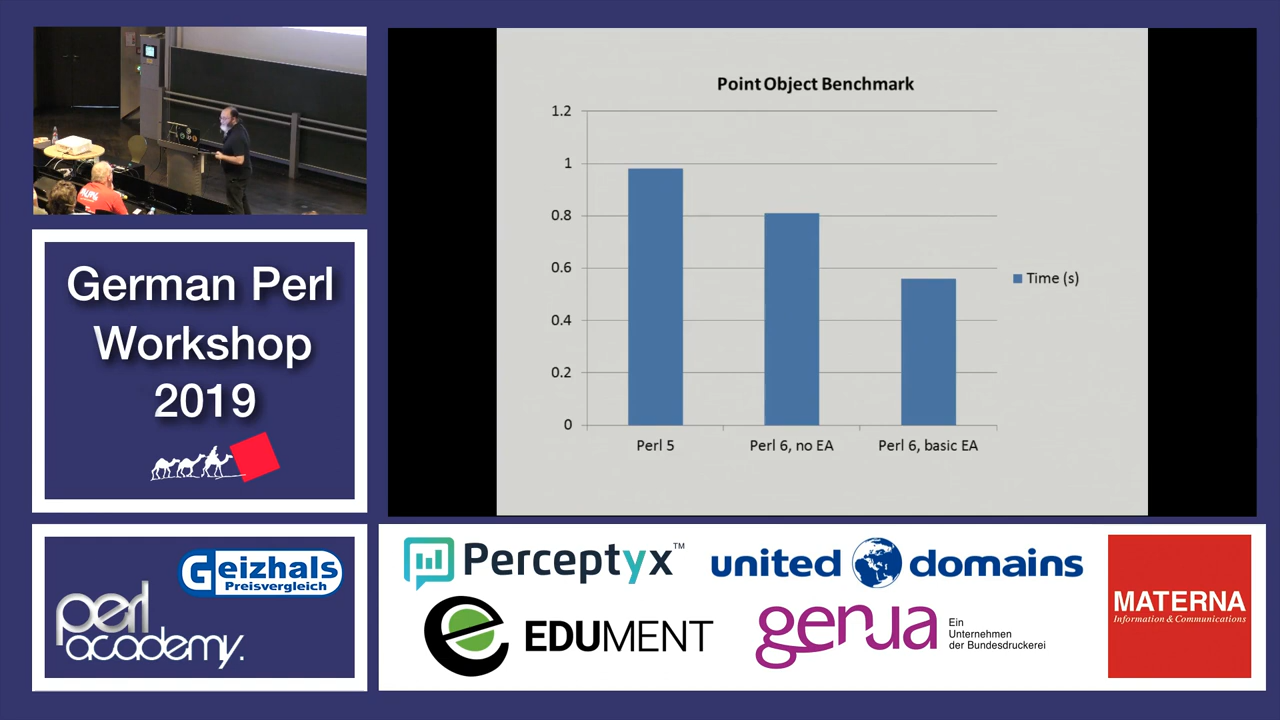 Point Object Benchmark
1.2
1
0.8
0.6
0.4
0.2
0
Perl 5
Perl 6, no EA
Perl 6, basic EA
Time (s)
German Perl
Workshop
2019
Geizhals
Preisvergleich
perl
academy.
Perceptyx™
united domains
EDUMENT
genua
Ein
Unternehmen
der Bundesdruckerei
MATERNA
Information & Communications